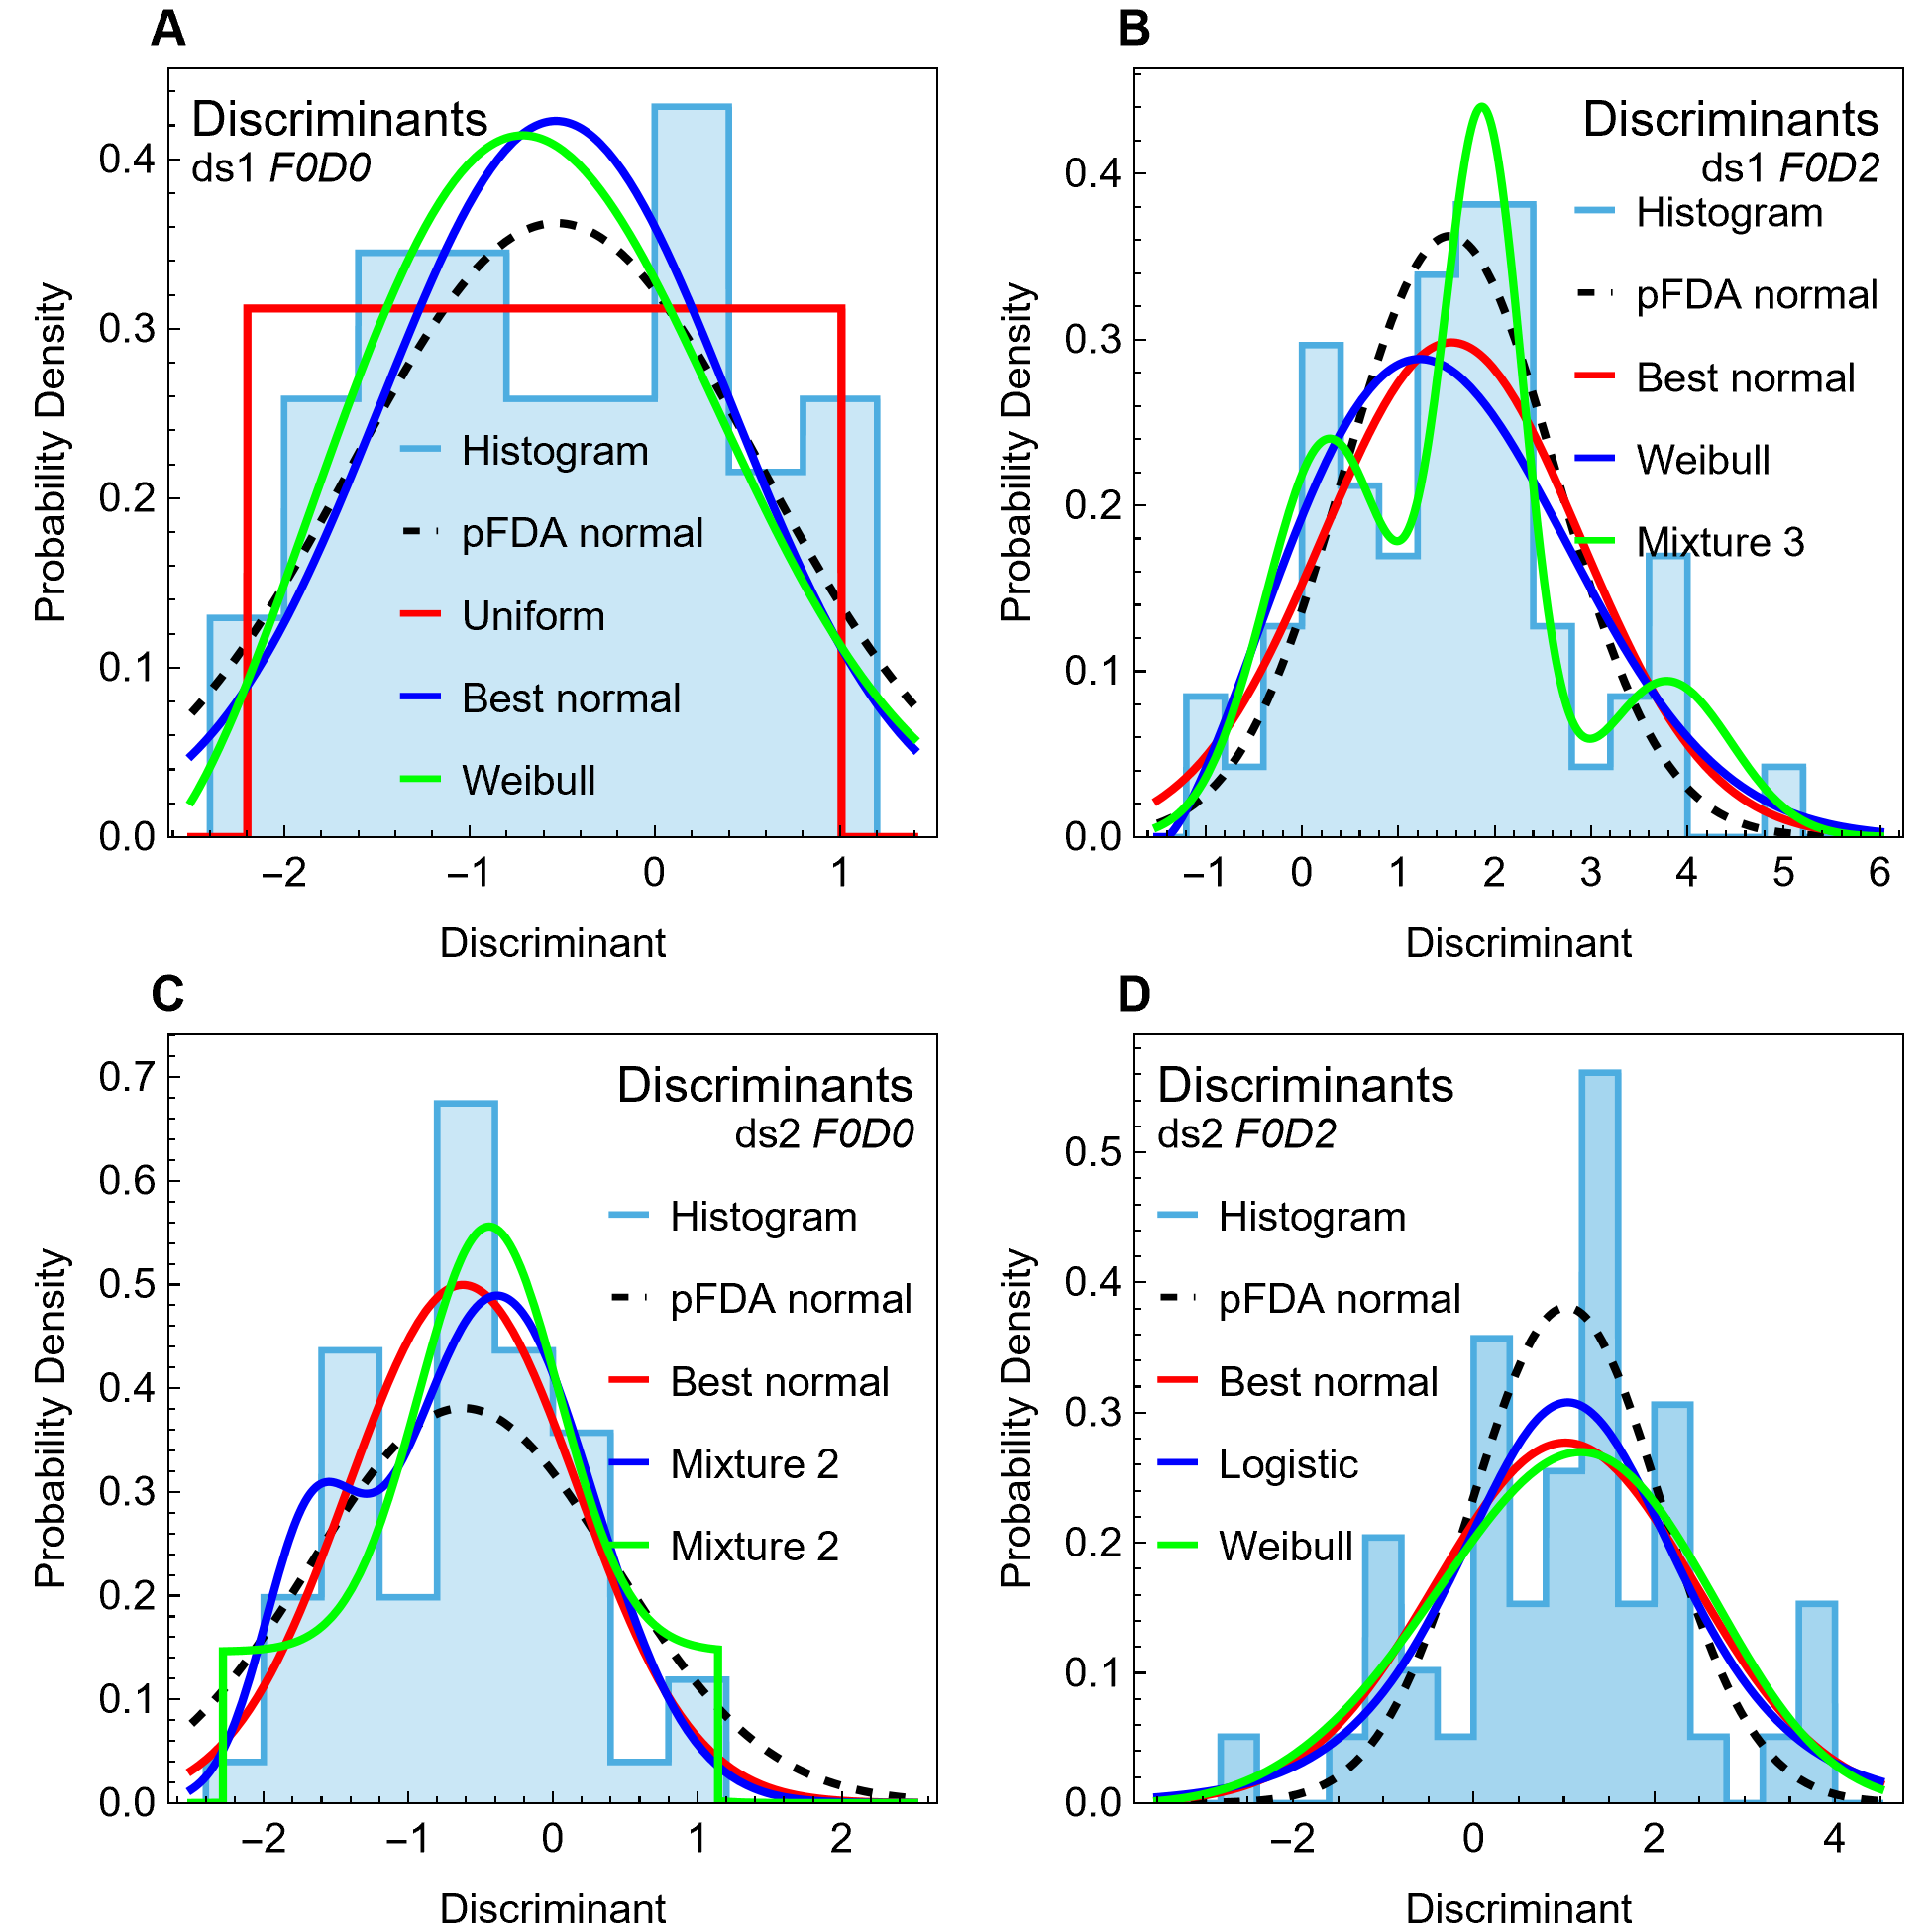 A
Discriminants
ds1 F0D0
Histogram
pFDA normal
Uniform
Best normal
Weibull
Probability Density
0.4
0.3
0.2
0.1
0.0
−2
−1
0
1
Discriminant
B
Discriminants
ds1 F0D2
Histogram
pFDA normal
Best normal
Weibull
Mixture 3
Probability Density
0.4
0.3
0.2
0.1
0.0
−1
0
1
2
3
4
5
6
Discriminant
C
Discriminants
ds2 F0D0
Histogram
pFDA normal
Best normal
Mixture 2
Mixture 2
Probability Density
0.7
0.6
0.5
0.4
0.3
0.2
0.1
0.0
−2
−1
0
1
2
Discriminant
D
Discriminants
ds2 F0D2
Histogram
pFDA normal
Best normal
Logistic
Weibull
Probability Density
0.5
0.4
0.3
0.2
0.1
0.0
−2
0
2
4
Discriminant